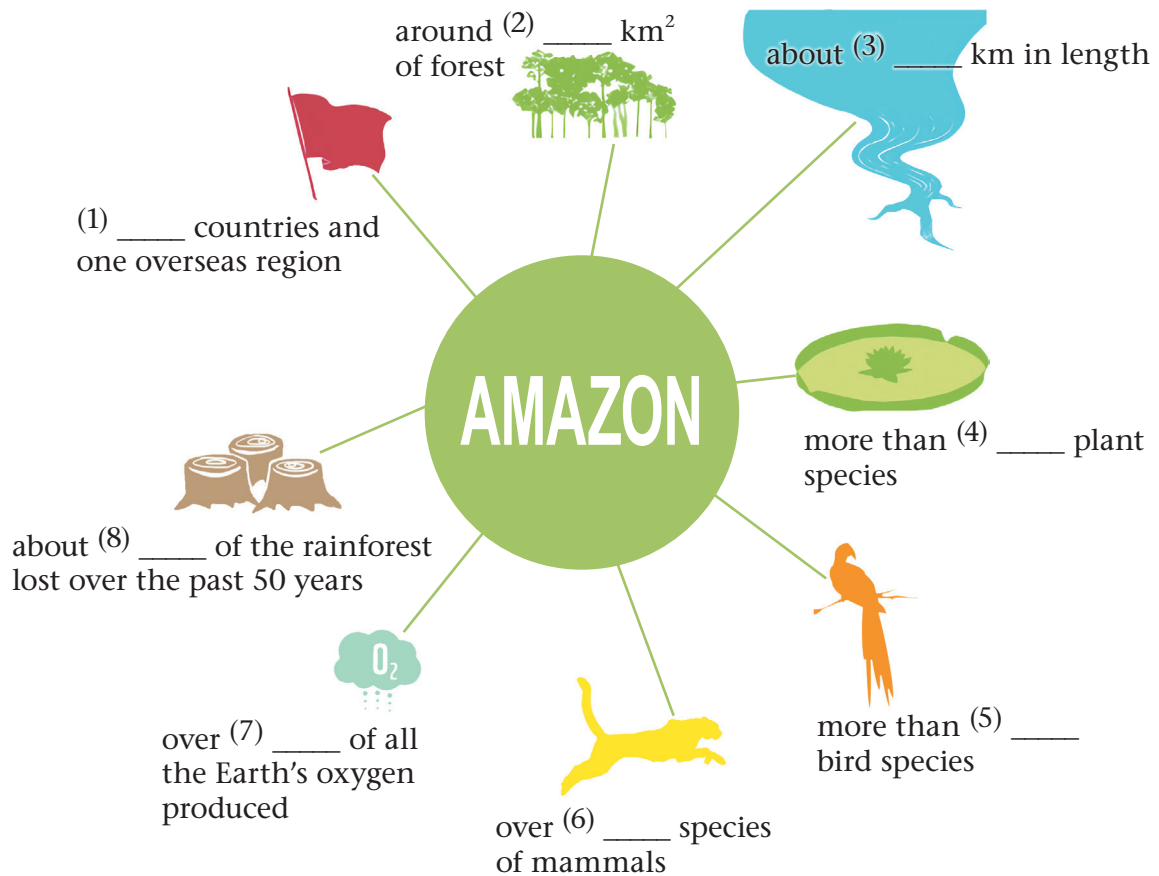 around (2) _____ km²
of forest
about (3) _____ km in length
(1) _____ countries and
one overseas region
AMAZON
more than (4) _____ plant
species
about (8) _____ of the rainforest
lost over the past 50 years
O₂
over (7) _____ of all
the Earth's oxygen
produced
more than (5) _____
bird species
over (6) _____ species
of mammals